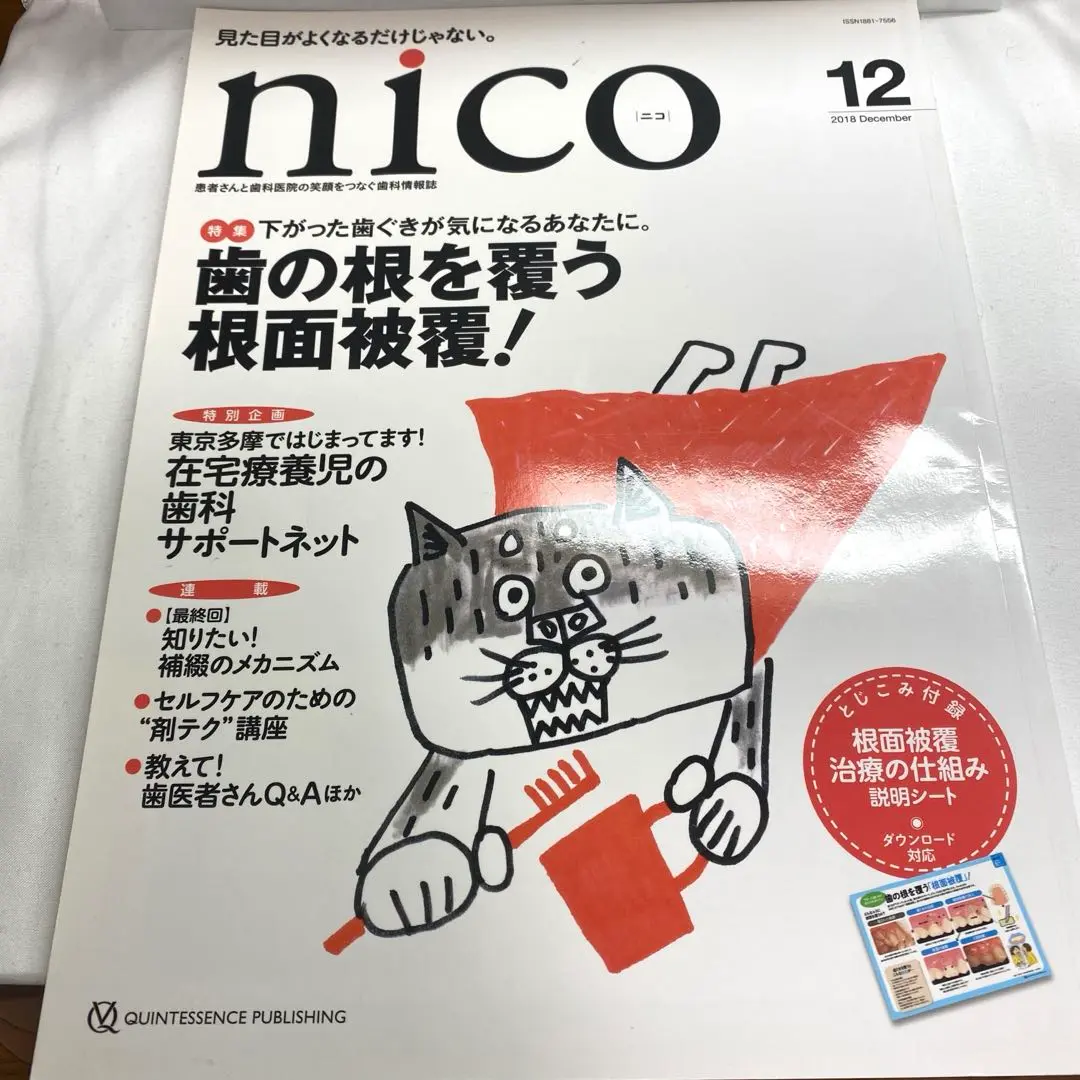 見た目がよくなるだけじゃない。
ISSN1881-7556
nico
ニコ
12
2018 December
患者さんと歯科医院の笑顔をつなぐ歯科情報誌
特集 下がった歯ぐきが気になるあなたに。
歯の根を覆う
根面被覆！
特別企画
東京多摩ではじまってます！
在宅療養児の
歯科
サポートネット
連載
●【最終回】
知りたい！
補綴のメカニズム
●セルフケアのための
“剤テク”講座
●教えて！
歯医者さんQ&Aほか
とじこみ付録
根面被覆
治療の仕組み
説明シート
ダウンロード
対応
歯の根を覆う「根面被覆」！
QUINTESSENCE PUBLISHING